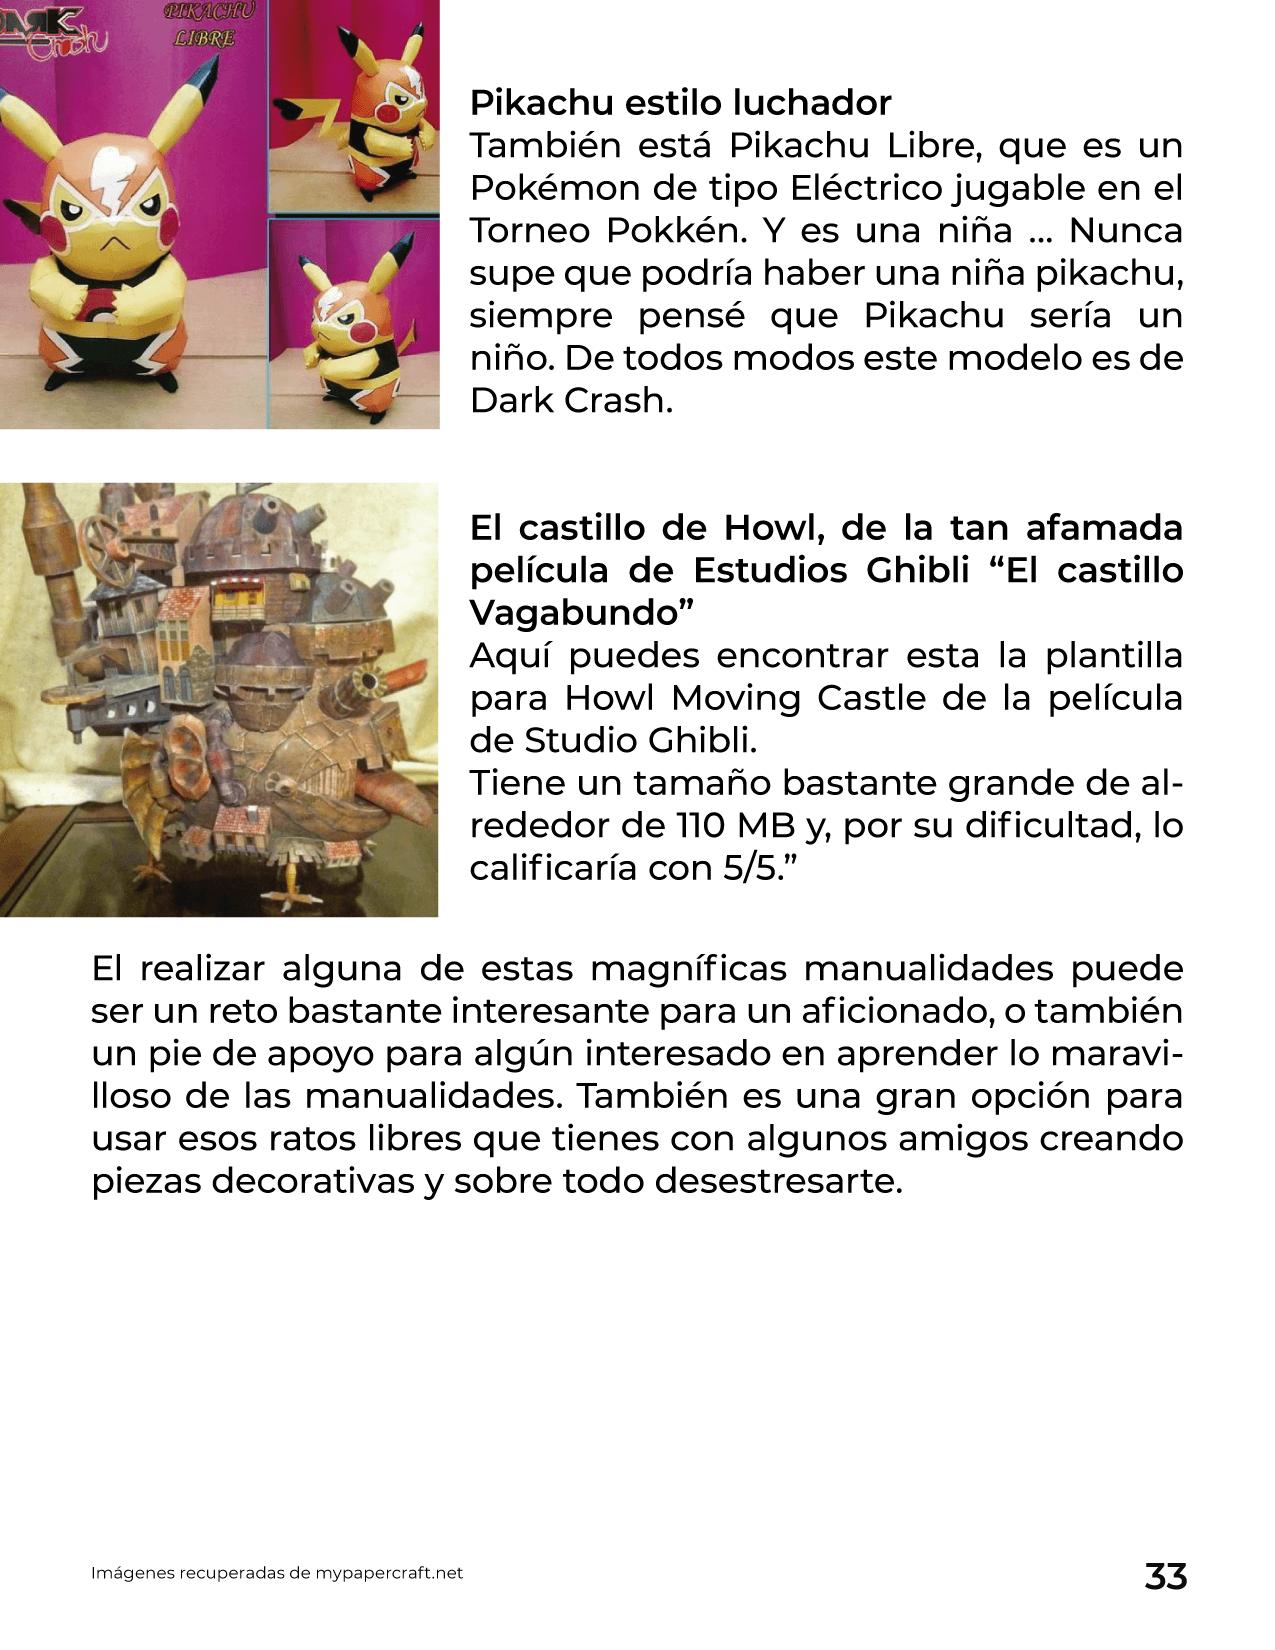 DARK
Crash
PIKACHU
LIBRE
Pikachu estilo luchador
También está Pikachu Libre, que es un
Pokémon de tipo Eléctrico jugable en el
Torneo Pokkén. Y es una niña ... Nunca
supe que podría haber una niña pikachu,
siempre pensé que Pikachu sería un
niño. De todos modos este modelo es de
Dark Crash.
El castillo de Howl, de la tan afamada
película de Estudios Ghibli “El castillo
Vagabundo”
Aquí puedes encontrar esta la plantilla
para Howl Moving Castle de la película
de Studio Ghibli.
Tiene un tamaño bastante grande de al-
rededor de 110 MB y, por su dificultad, lo
calificaría con 5/5.”
El realizar alguna de estas magníficas manualidades puede
ser un reto bastante interesante para un aficionado, o también
un pie de apoyo para algún interesado en aprender lo maravi-
lloso de las manualidades. También es una gran opción para
usar esos ratos libres que tienes con algunos amigos creando
piezas decorativas y sobre todo desestresarte.
Imágenes recuperadas de mypapercraft.net
33